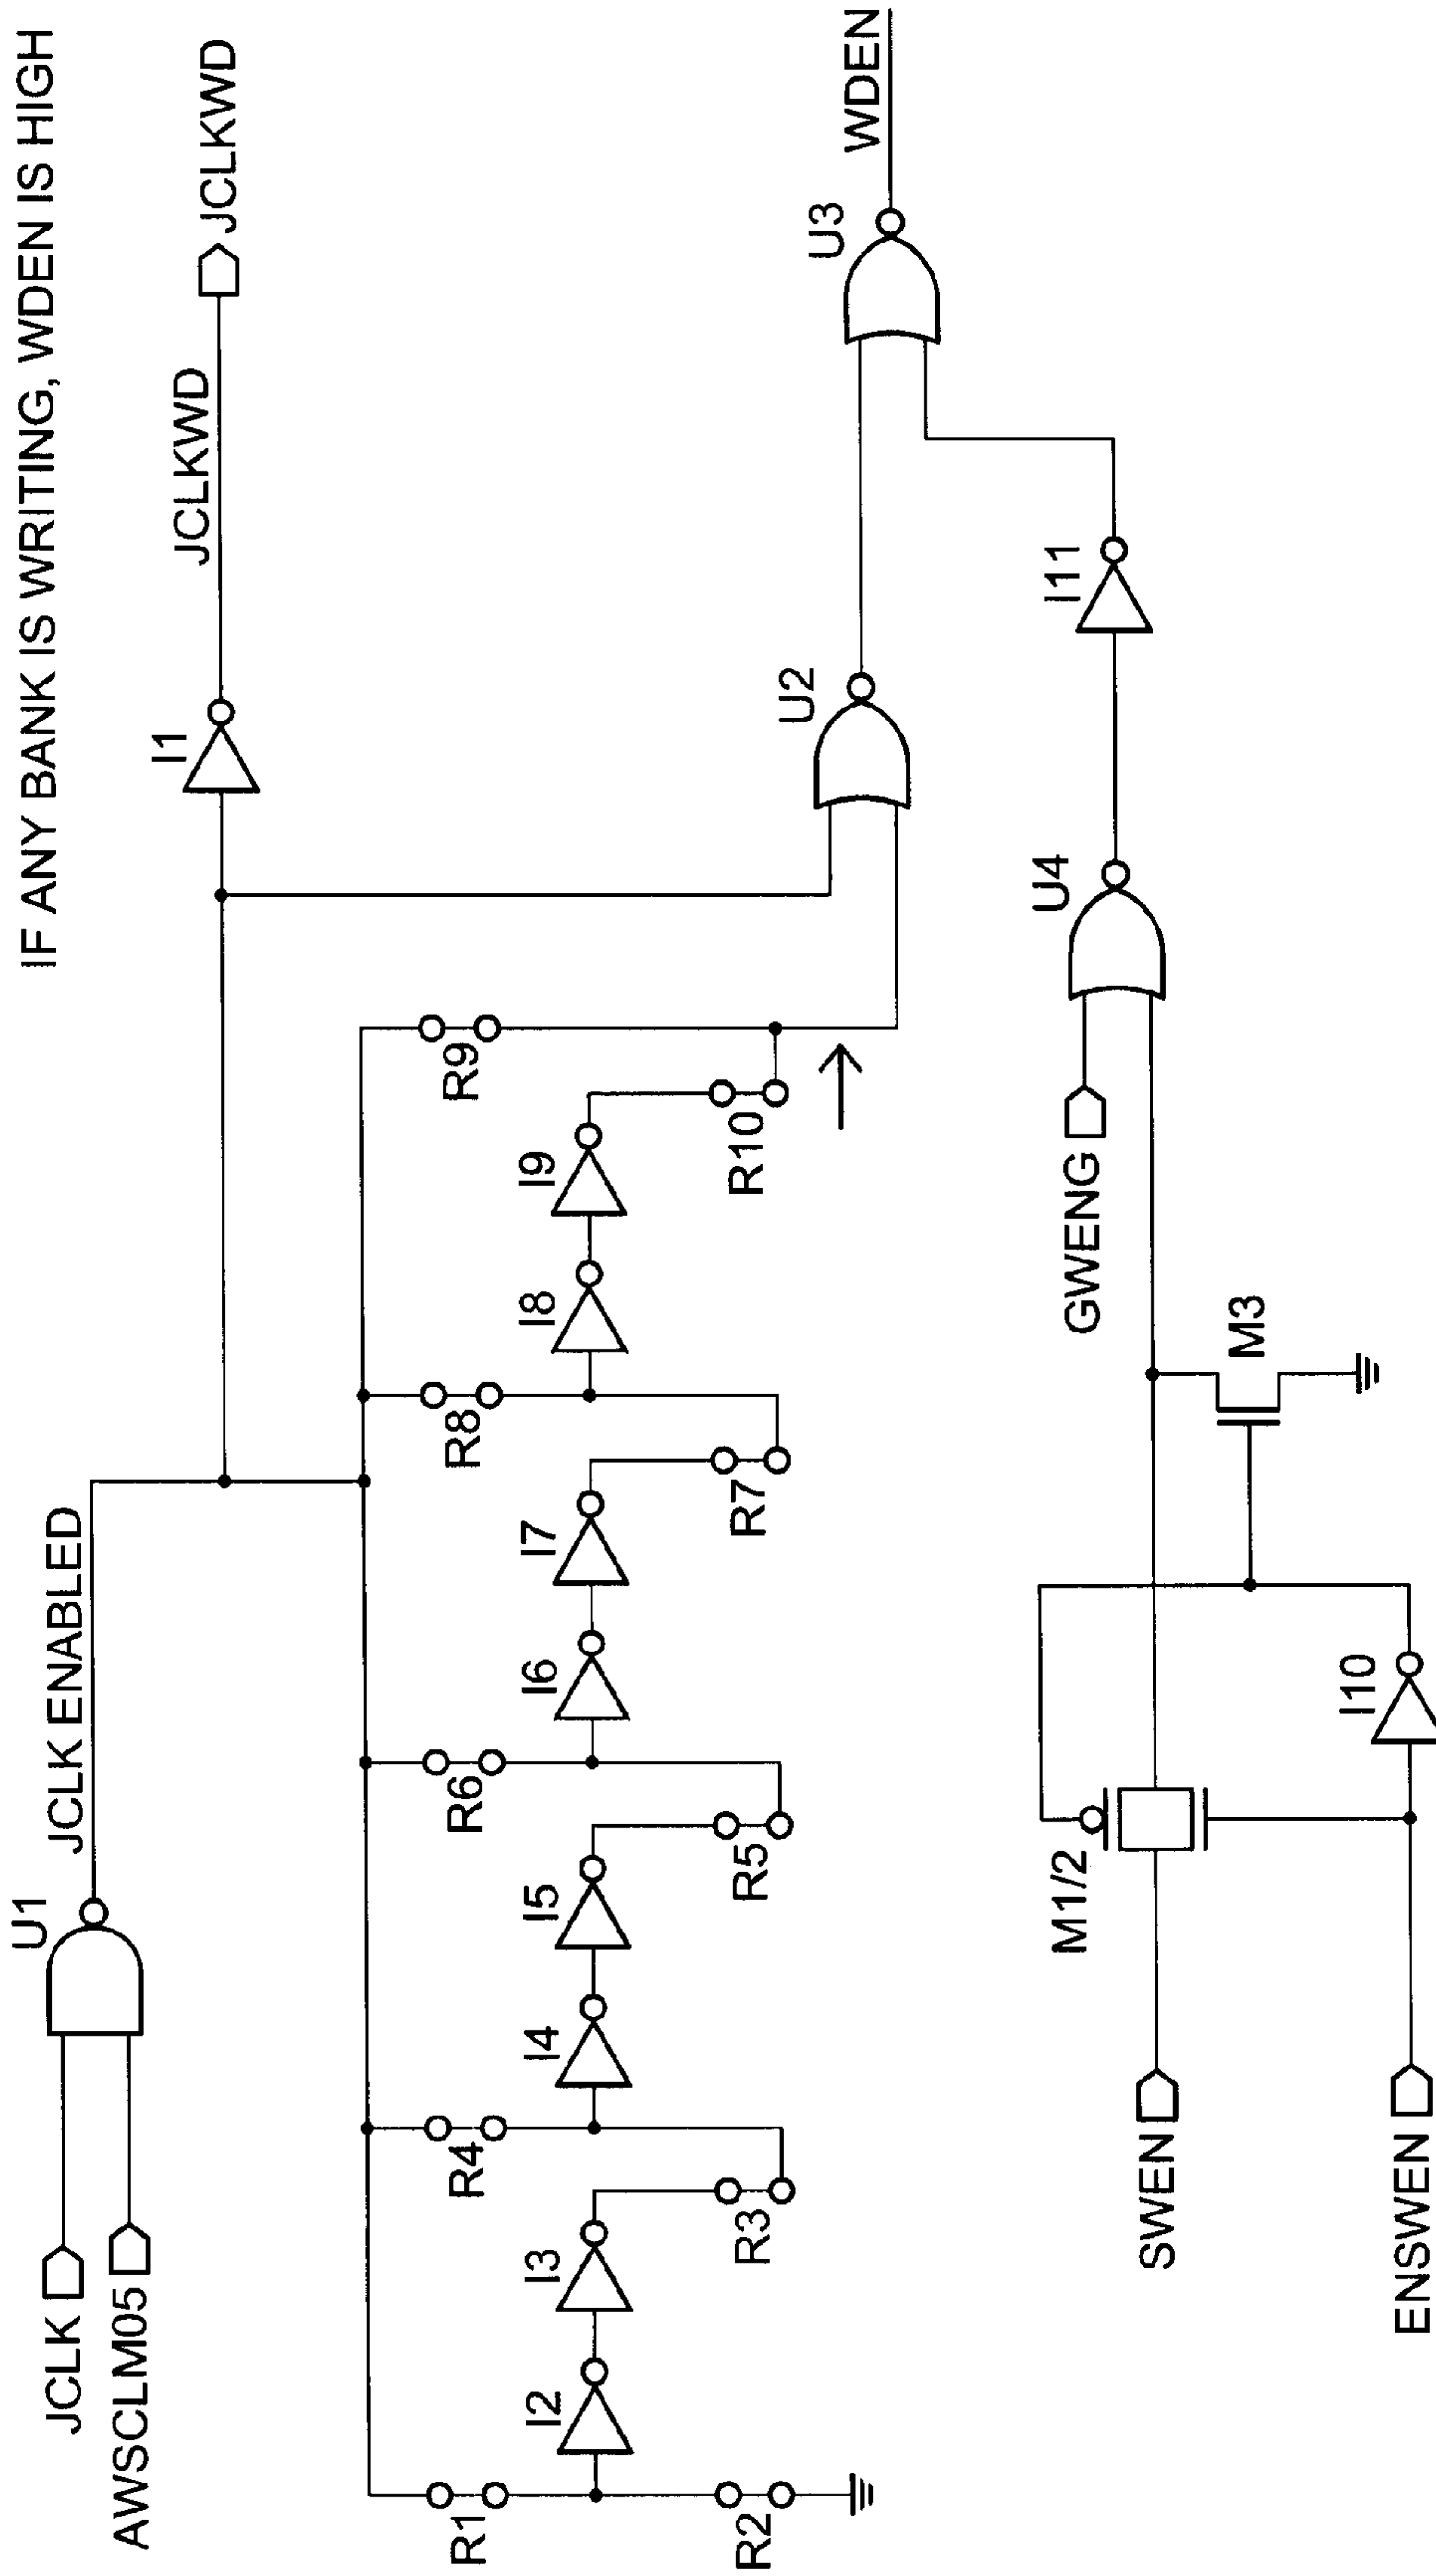 IF ANY BANK IS WRITING, WDEN IS HIGH
U1
JCLK
AWSCLM05
JCLK ENABLED
I1
JCLKWD
JCLKWD
R1
R4
R6
R8
R9
I2
I3
I4
I5
I6
I7
I8
I9
R2
R3
R5
R7
R10
U2
U3
WDEN
SWEN
M1/2
GWENG
U4
I11
M3
ENSWEN
I10